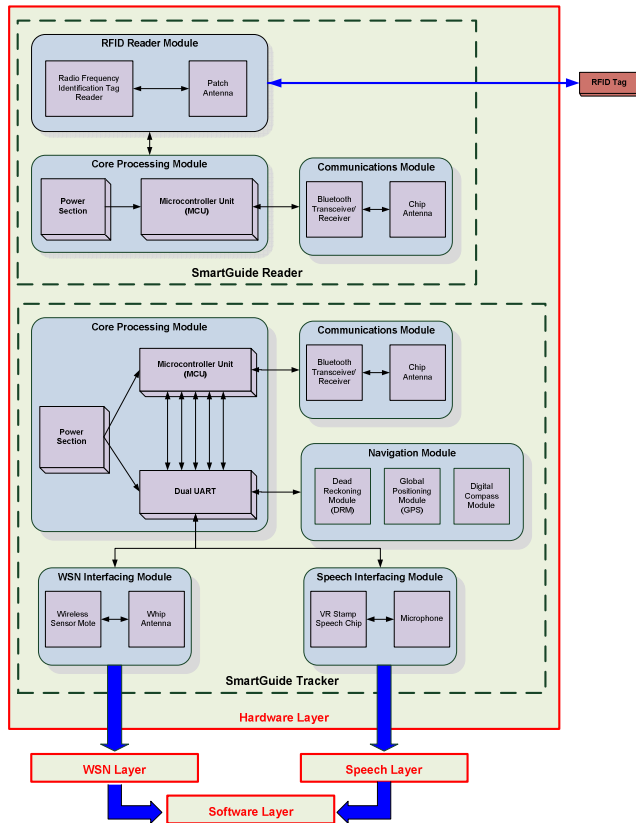 RFID Reader Module
Radio Frequency
Identification Tag
Reader
Patch
Antenna
RFID Tag
Core Processing Module
Power
Section
Microcontroller Unit
(MCU)
Communications Module
Bluetooth
Transceiver/
Receiver
Chip
Antenna
SmartGuide Reader
Core Processing Module
Microcontroller Unit
(MCU)
Power
Section
Dual UART
Communications Module
Bluetooth
Transceiver/
Receiver
Chip
Antenna
Navigation Module
Dead
Reckoning
Module
(DRM)
Global
Positioning
Module
(GPS)
Digital
Compass
Module
WSN Interfacing Module
Wireless
Sensor Mote
Whip
Antenna
Speech Interfacing Module
VR Stamp
Speech Chip
Microphone
SmartGuide Tracker
Hardware Layer
WSN Layer
Speech Layer
Software Layer